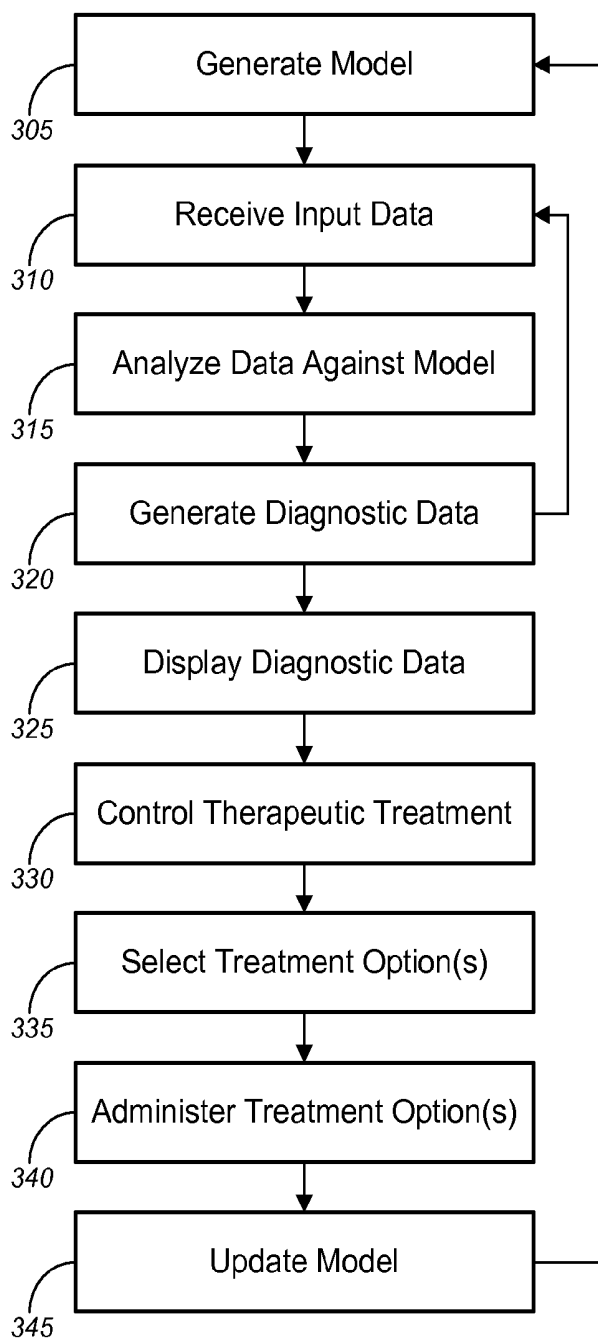 Generate Model
305
Receive Input Data
310
Analyze Data Against Model
315
Generate Diagnostic Data
320
Display Diagnostic Data
325
Control Therapeutic Treatment
330
Select Treatment Option(s)
335
Administer Treatment Option(s)
340
Update Model
345